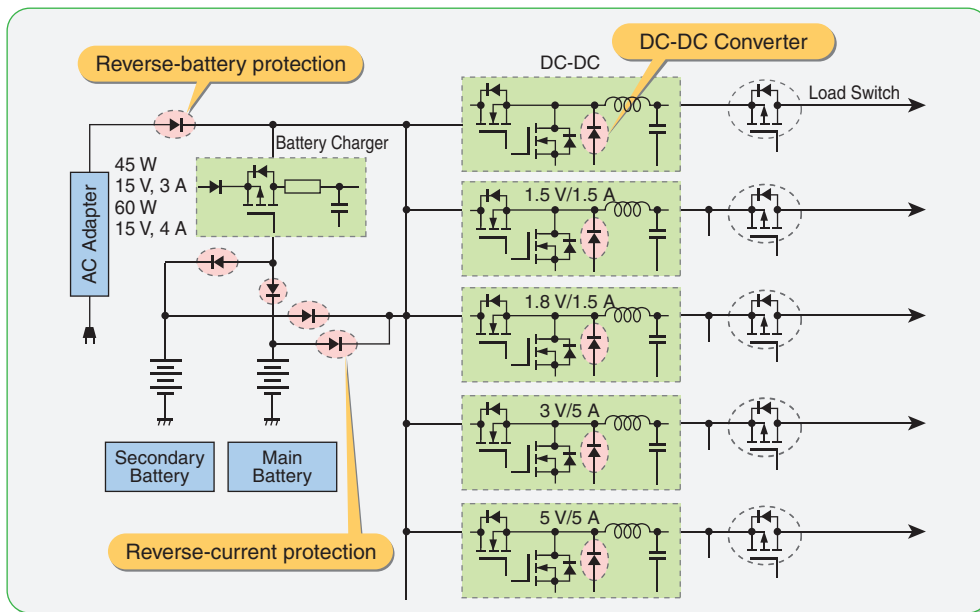 Reverse-battery protection
DC-DC Converter
DC-DC
Load Switch
Battery Charger
45 W
15 V, 3 A
60 W
15 V, 4 A
AC Adapter
1.5 V/1.5 A
1.8 V/1.5 A
3 V/5 A
5 V/5 A
Secondary
Battery
Main
Battery
Reverse-current protection